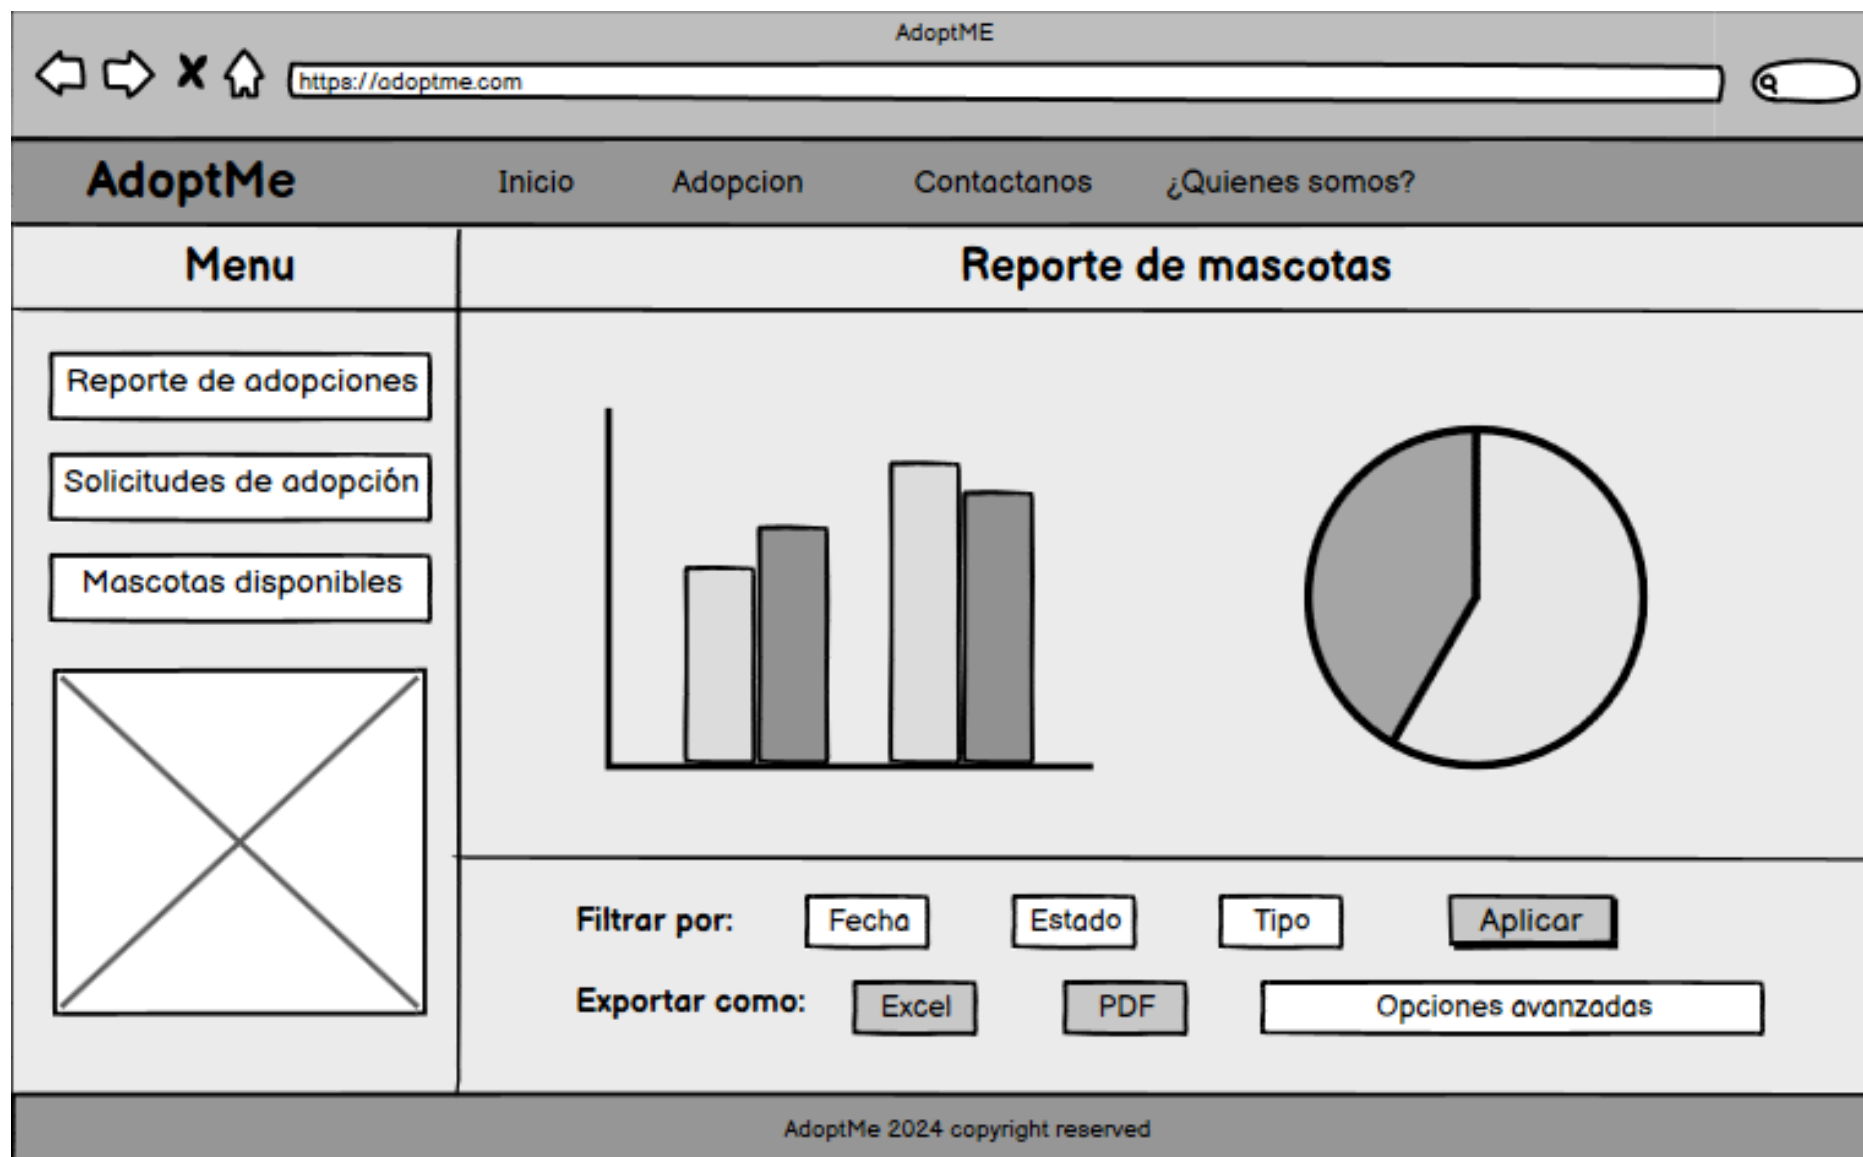 AdoptME
https://adoptme.com
AdoptMe Inicio Adopcion Contactanos ¿Quienes somos?
Menu
Reporte de mascotas
Reporte de adopciones
Solicitudes de adopción
Mascotas disponibles
Filtrar por: Fecha Estado Tipo Aplicar
Exportar como: Excel PDF Opciones avanzadas
AdoptMe 2024 copyright reserved